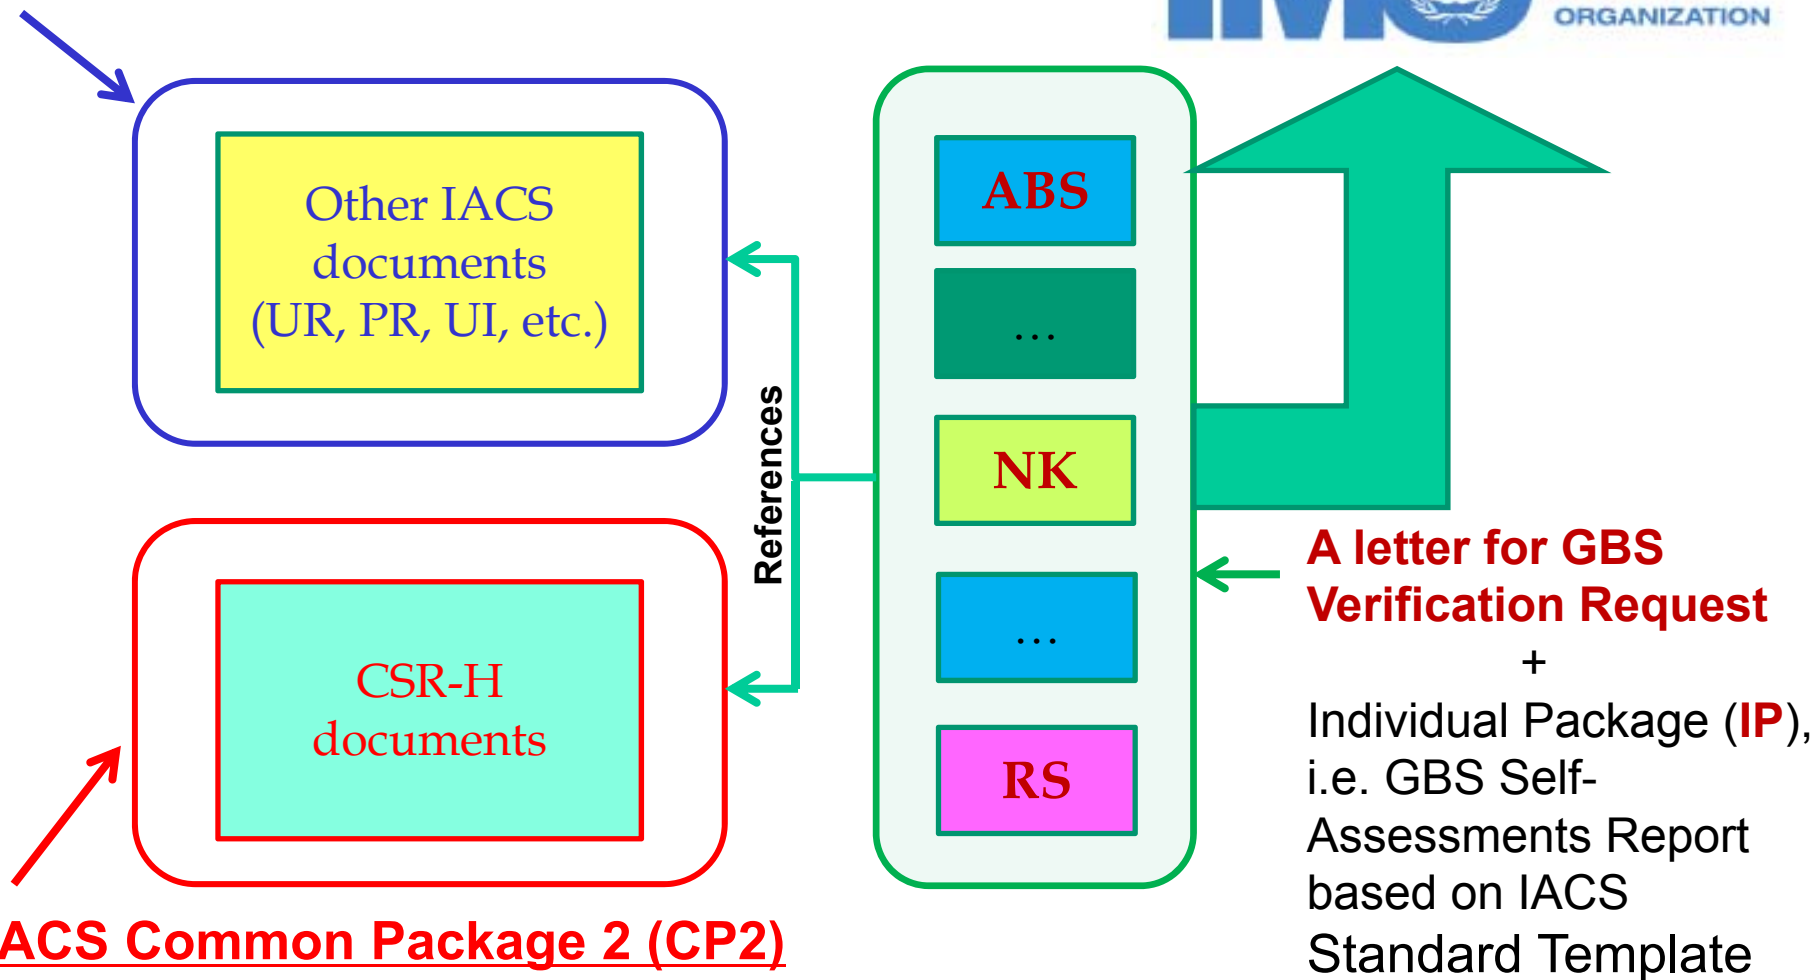 ORGANIZATION
Other IACS
documents
(UR, PR, UI, etc.)
References
CSR-H
documents
ABS
...
NK
...
RS
A letter for GBS
Verification Request
+
Individual Package (IP),
i.e. GBS Self-
Assessments Report
based on IACS
Standard Template
ACS Common Package 2 (CP2)